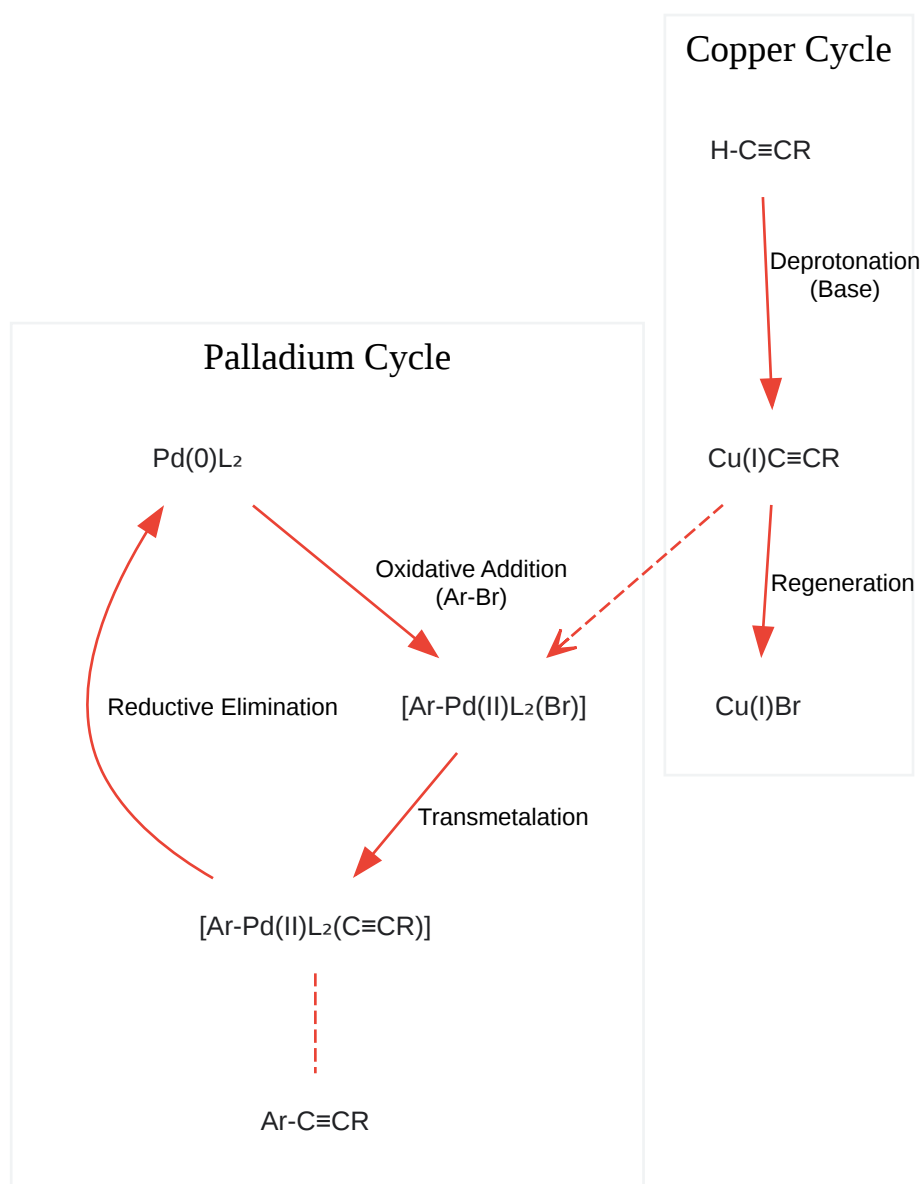 Copper Cycle
H-C≡CR
Deprotonation
(Base)
Palladium Cycle
Pd(0)L₂
Cu(I)C≡CR
Oxidative Addition
(Ar-Br)
Regeneration
Reductive Elimination
[Ar-Pd(II)L₂(Br)]
Cu(I)Br
Transmetalation
[Ar-Pd(II)L₂(C≡CR)]
Ar-C≡CR